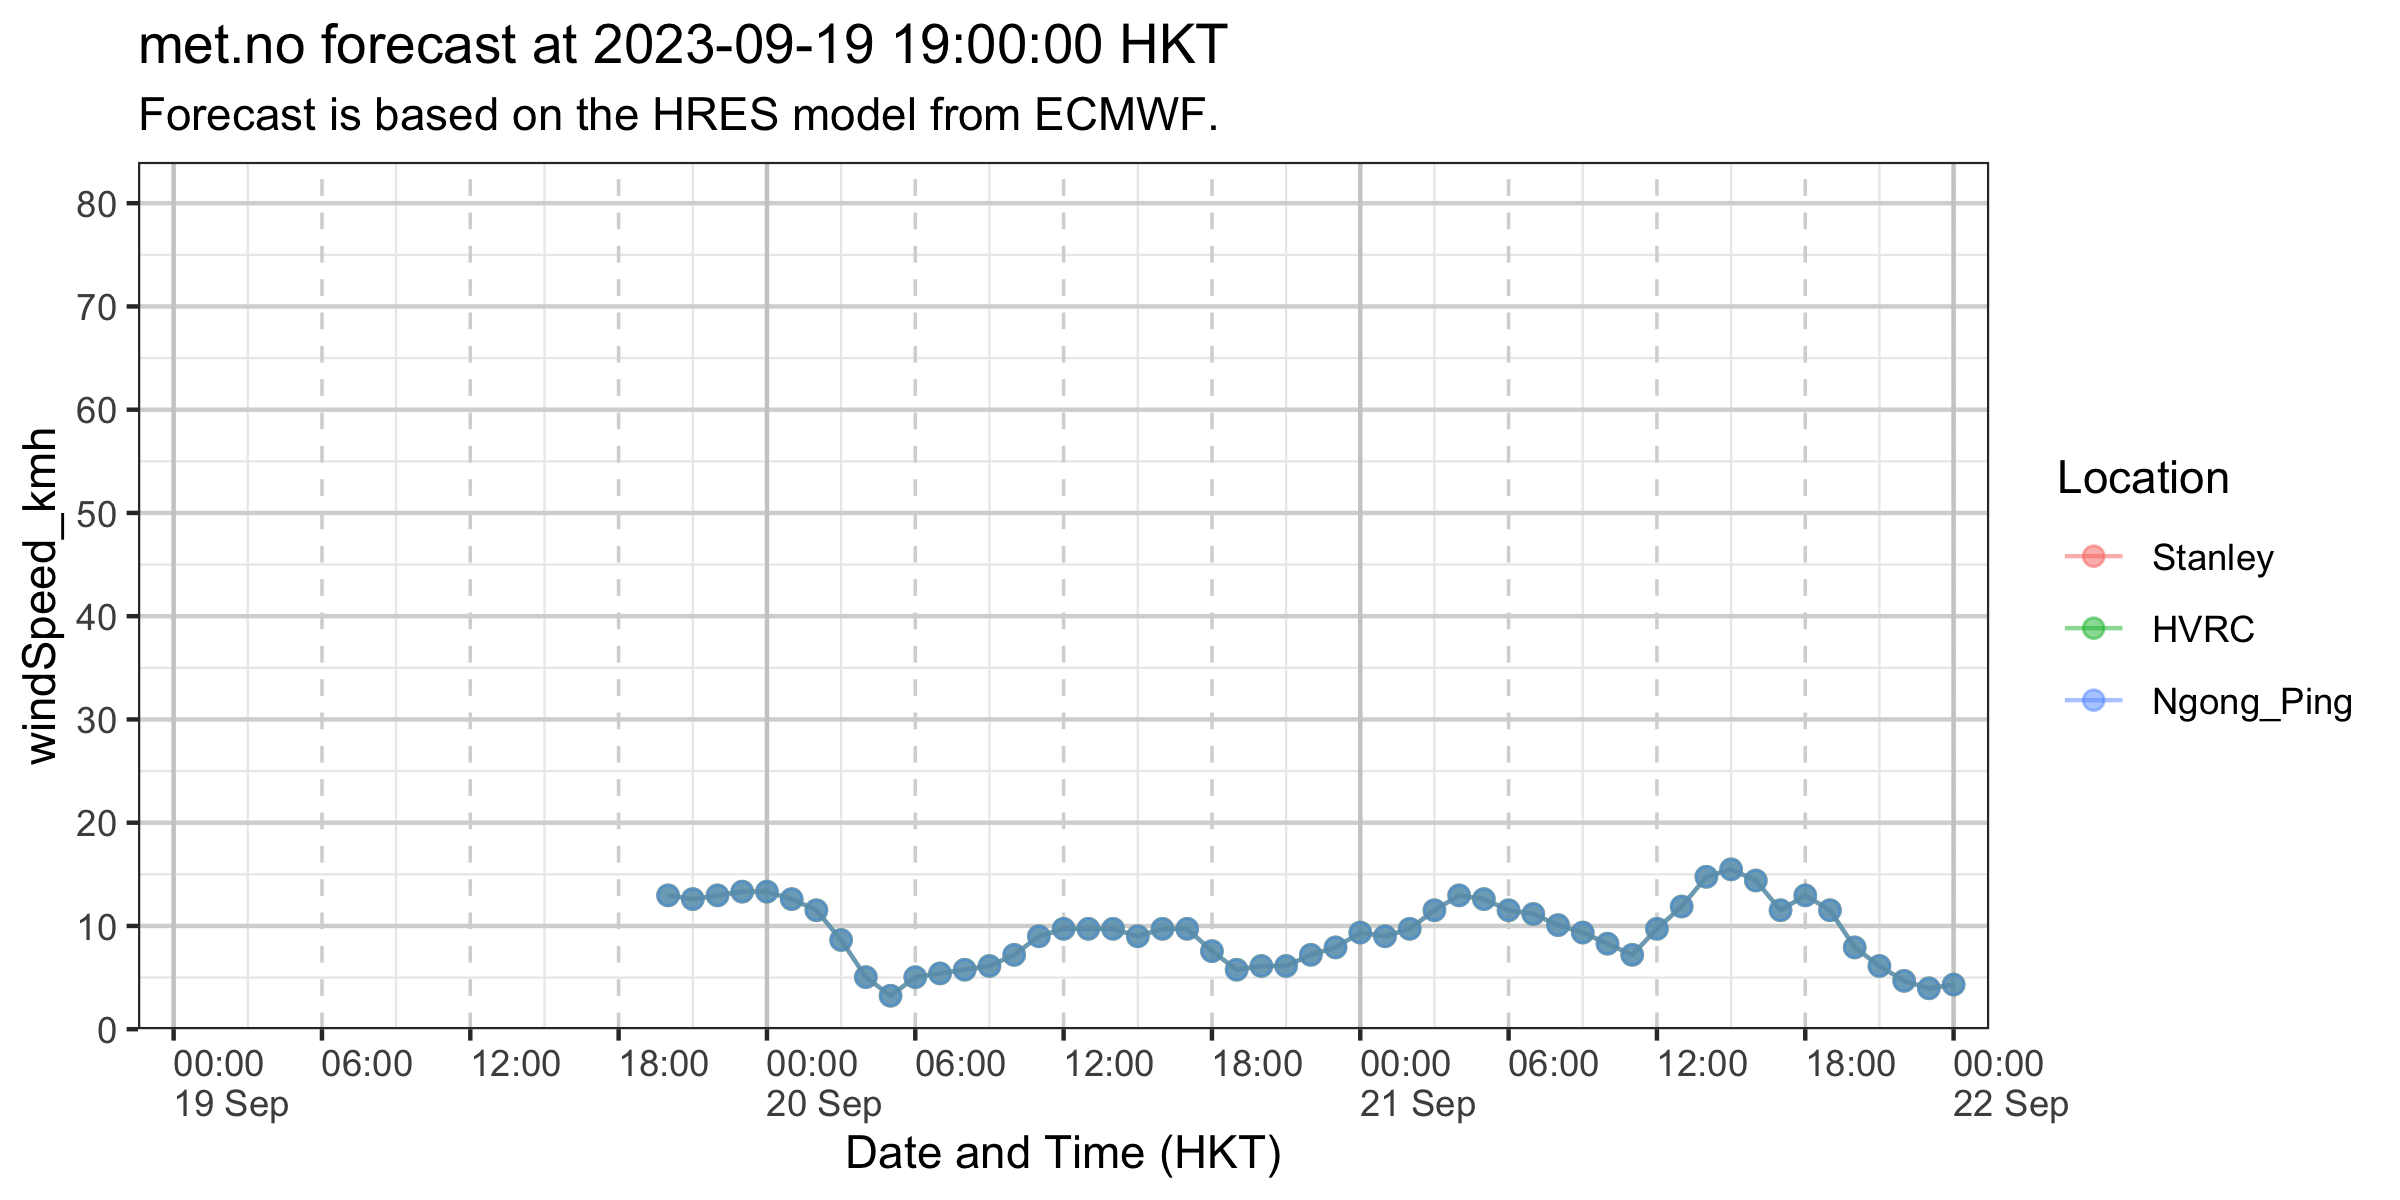 met.no forecast at 2023-09-19 19:00:00 HKT
Forecast is based on the HRES model from ECMWF.
windSpeed_kmh
80
70
60
50
40
30
20
10
0
00:00 06:00 12:00 18:00 00:00 06:00 12:00 18:00 00:00 06:00 12:00 18:00 00:00
19 Sep 20 Sep 21 Sep 22 Sep
Date and Time (HKT)
Location
Stanley
HVRC
Ngong_Ping